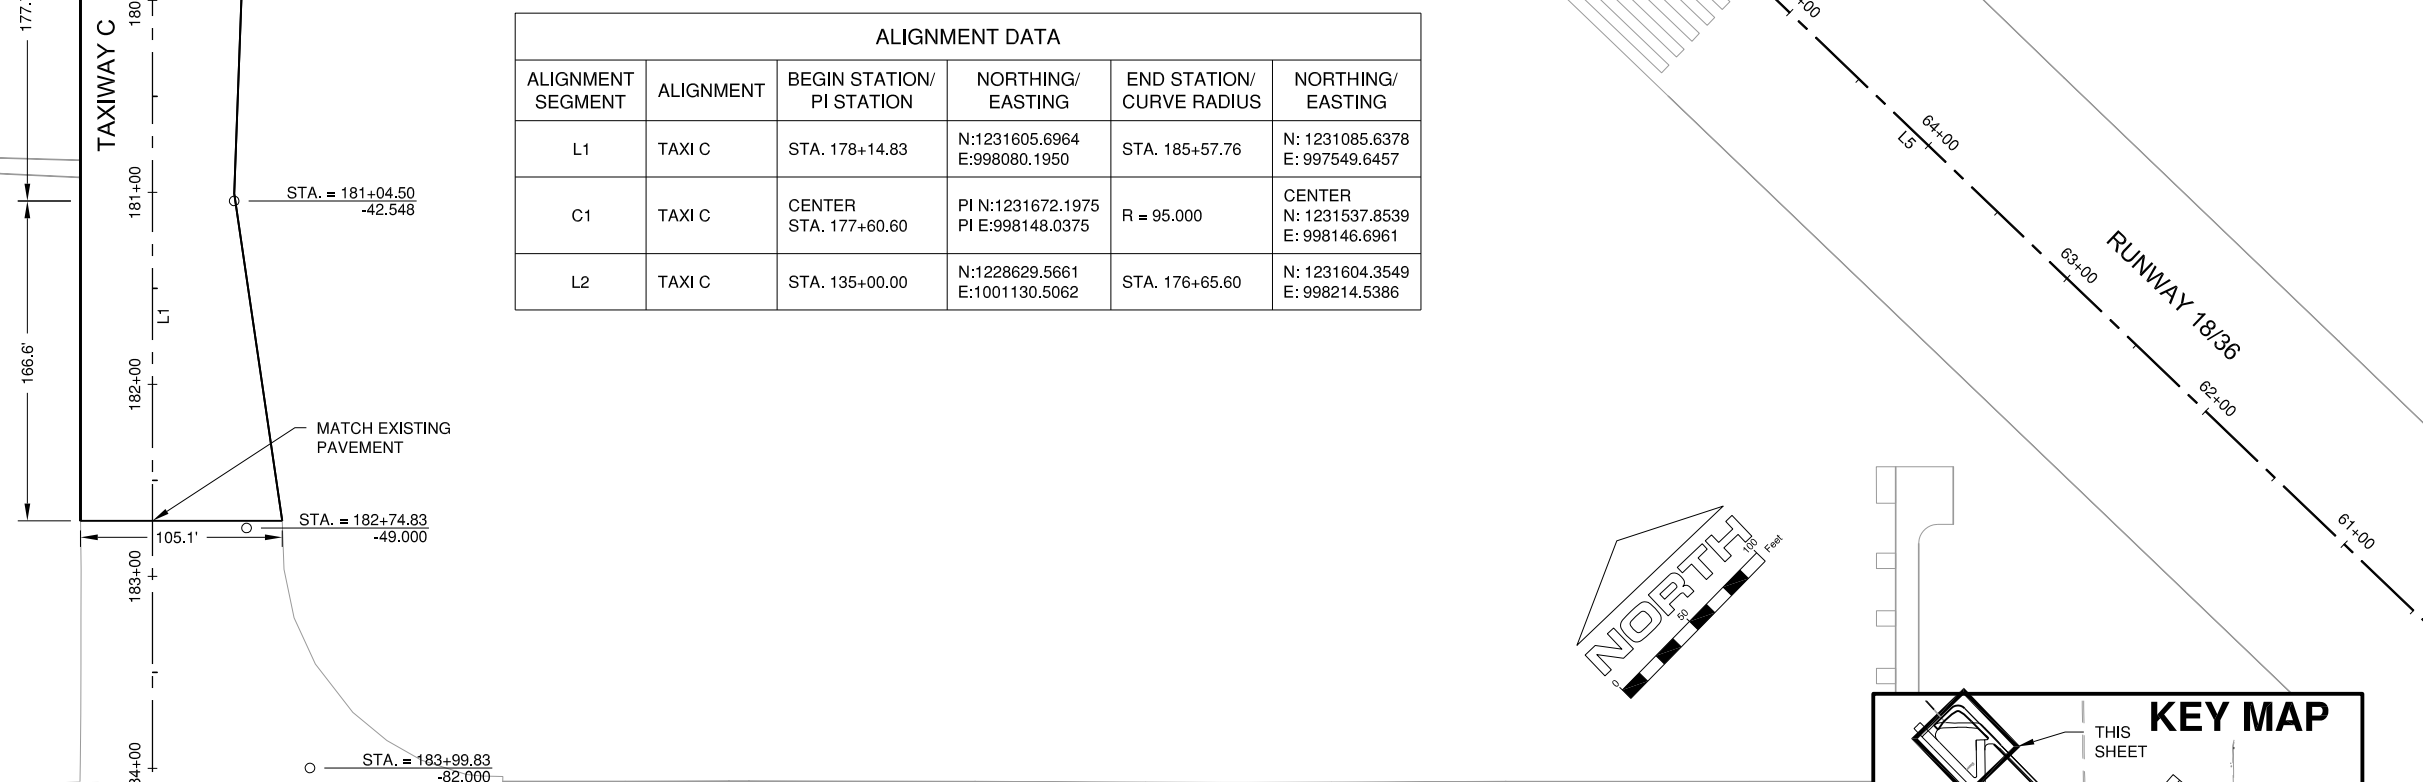 177.
TAXIWAY C
180
181+00
STA. = 181+04.50
-42.548
L1
166.6'
182+00
MATCH EXISTING
PAVEMENT
STA. = 182+74.83
-49.000
105.1'
183+00
STA. = 183+99.83
-82.000
34+00
ALIGNMENT DATA
ALIGNMENT
SEGMENT
ALIGNMENT
BEGIN STATION/
PI STATION
NORTHING/
EASTING
END STATION/
CURVE RADIUS
NORTHING/
EASTING
L1
TAXI C
STA. 178+14.83
N:1231605.6964
E:998080.1950
STA. 185+57.76
N: 1231085.6378
E: 997549.6457
C1
TAXI C
CENTER
STA. 177+60.60
PI N:1231672.1975
PI E:998148.0375
R = 95.000
CENTER
N: 1231537.8539
E: 998146.6961
L2
TAXI C
STA. 135+00.00
N:1228629.5661
E:1001130.5062
STA. 176+65.60
N: 1231604.3549
E: 998214.5386
+00
64+00
L5
63+00
RUNWAY 18/36
62+00
61+00
NORTH
0
50
100
Feet
KEY MAP
THIS
SHEET